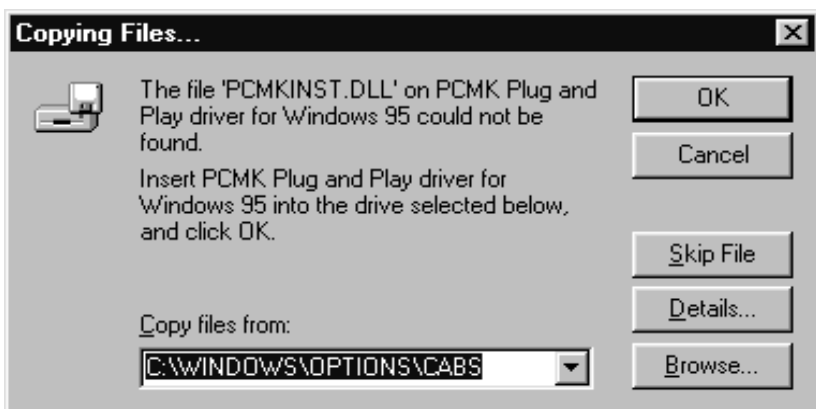 Copying Files...
The file 'PCMKINST.DLL' on PCMK Plug and
Play driver for Windows 95 could not be
found.
Insert PCMK Plug and Play driver for
Windows 95 into the drive selected below,
and click OK.
Copy files from:
C:\WINDOWS\OPTIONS\CABS
OK
Cancel
Skip File
Details...
Browse...